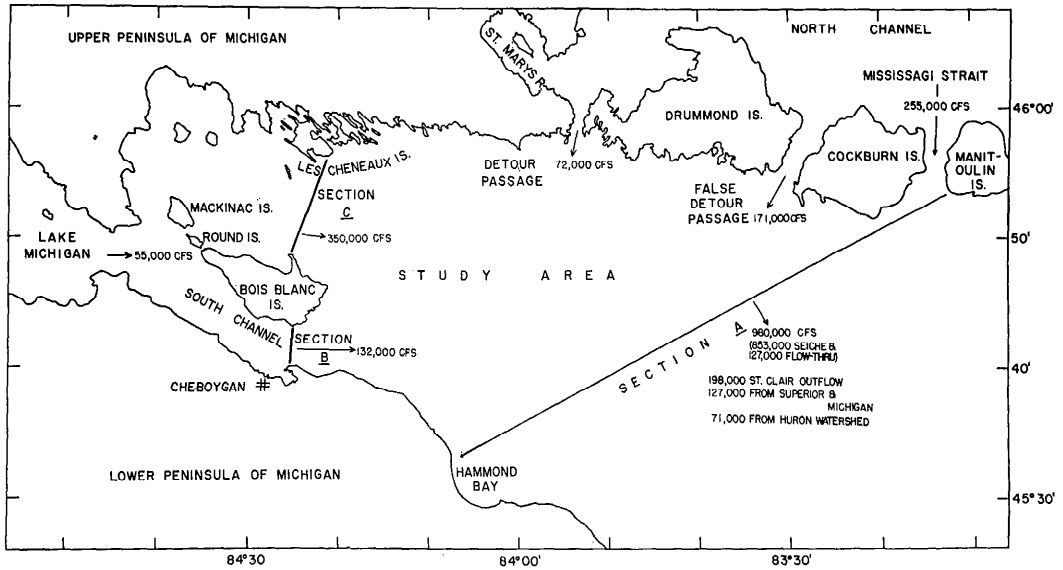 UPPER PENINSULA OF MICHIGAN
NORTH CHANNEL
ST. MARYS R.
MISSISSAGI STRAIT
255,000 CFS
46°00'
DRUMMOND IS.
COCKBURN IS.
MANIT-
OULIN
IS.
DETOUR
PASSAGE
72,000 CFS
LES CHENEAUX IS.
FALSE
DETOUR
PASSAGE
171,000 CFS
SECTION
C
350,000 CFS
MACKINAC IS.
ROUND IS.
LAKE
MICHIGAN
55,000 CFS
50'
STUDY AREA
BOIS BLANC
IS.
SOUTH CHANNEL
SECTION
B
132,000 CFS
SECTION A
980,000 CFS
(853,000 SEICHE &
127,000 FLOW-THRU)
40'
CHEBOYGAN #
198,000 ST. CLAIR OUTFLOW
127,000 FROM SUPERIOR &
MICHIGAN
71,000 FROM HURON WATERSHED
LOWER PENINSULA OF MICHIGAN
HAMMOND
BAY
45°30'
84°30'
84°00'
83°30'